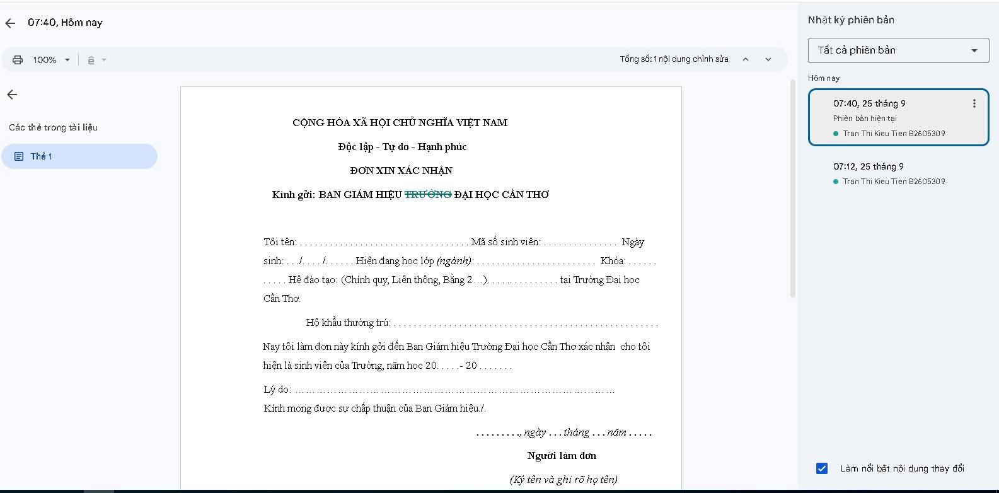 07:40, Hôm nay
100%
Tổng số: 1 nội dung chỉnh sửa
Các thẻ trong tài liệu
Thẻ 1
CỘNG HÒA XÃ HỘI CHỦ NGHĨA VIỆT NAM
Độc lập - Tự do - Hạnh phúc
ĐƠN XIN XÁC NHẬN
Kính gởi: BAN GIÁM HIỆU TRƯỜNG ĐẠI HỌC CẦN THƠ
Tôi tên: . . . . . . . . . . . . . . . . . . . . . . . . . . . . . . . . . . Mã số sinh viên: . . . . . . . . . . . . . . . Ngày
sinh: . . ./. . . . /. . . . . . Hiện đang học lớp (ngành): . . . . . . . . . . . . . . . . . . . . . . . . Khóa: . . . . . .
. . . . . Hệ đào tạo: (Chính quy, Liên thông, Bằng 2…). . . . . . . . . . . . . . . tại Trường Đại học
Cần Thơ.
Hộ khẩu thường trú: . . . . . . . . . . . . . . . . . . . . . . . . . . . . . . . . . . . . . . . . . . . . . . . . . . . . .
Nay tôi làm đơn này kính gởi đến Ban Giám hiệu Trường Đại học Cần Thơ xác nhận cho tôi
hiện là sinh viên của Trường, năm học 20. . . . .- 20 . . . . . . .
Lý do: ………………………………………………………………………………
Kính mong được sự chấp thuận của Ban Giám hiệu./.
. . . . . . . . ., ngày . . . tháng . . . năm . . . . .
Người làm đơn
(Ký tên và ghi rõ họ tên)
Nhật ký phiên bản
Tất cả phiên bản
Hôm nay
07:40, 25 tháng 9
Phiên bản hiện tại
Tran Thi Kieu Tien B2605309
07:12, 25 tháng 9
Tran Thi Kieu Tien B2605309
Làm nổi bật nội dung thay đổi